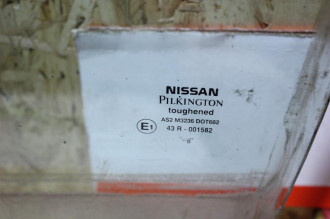 NISSAN
PILKINGTON
toughened
AS2 M3236 DOT682
E1 43 R - 001582